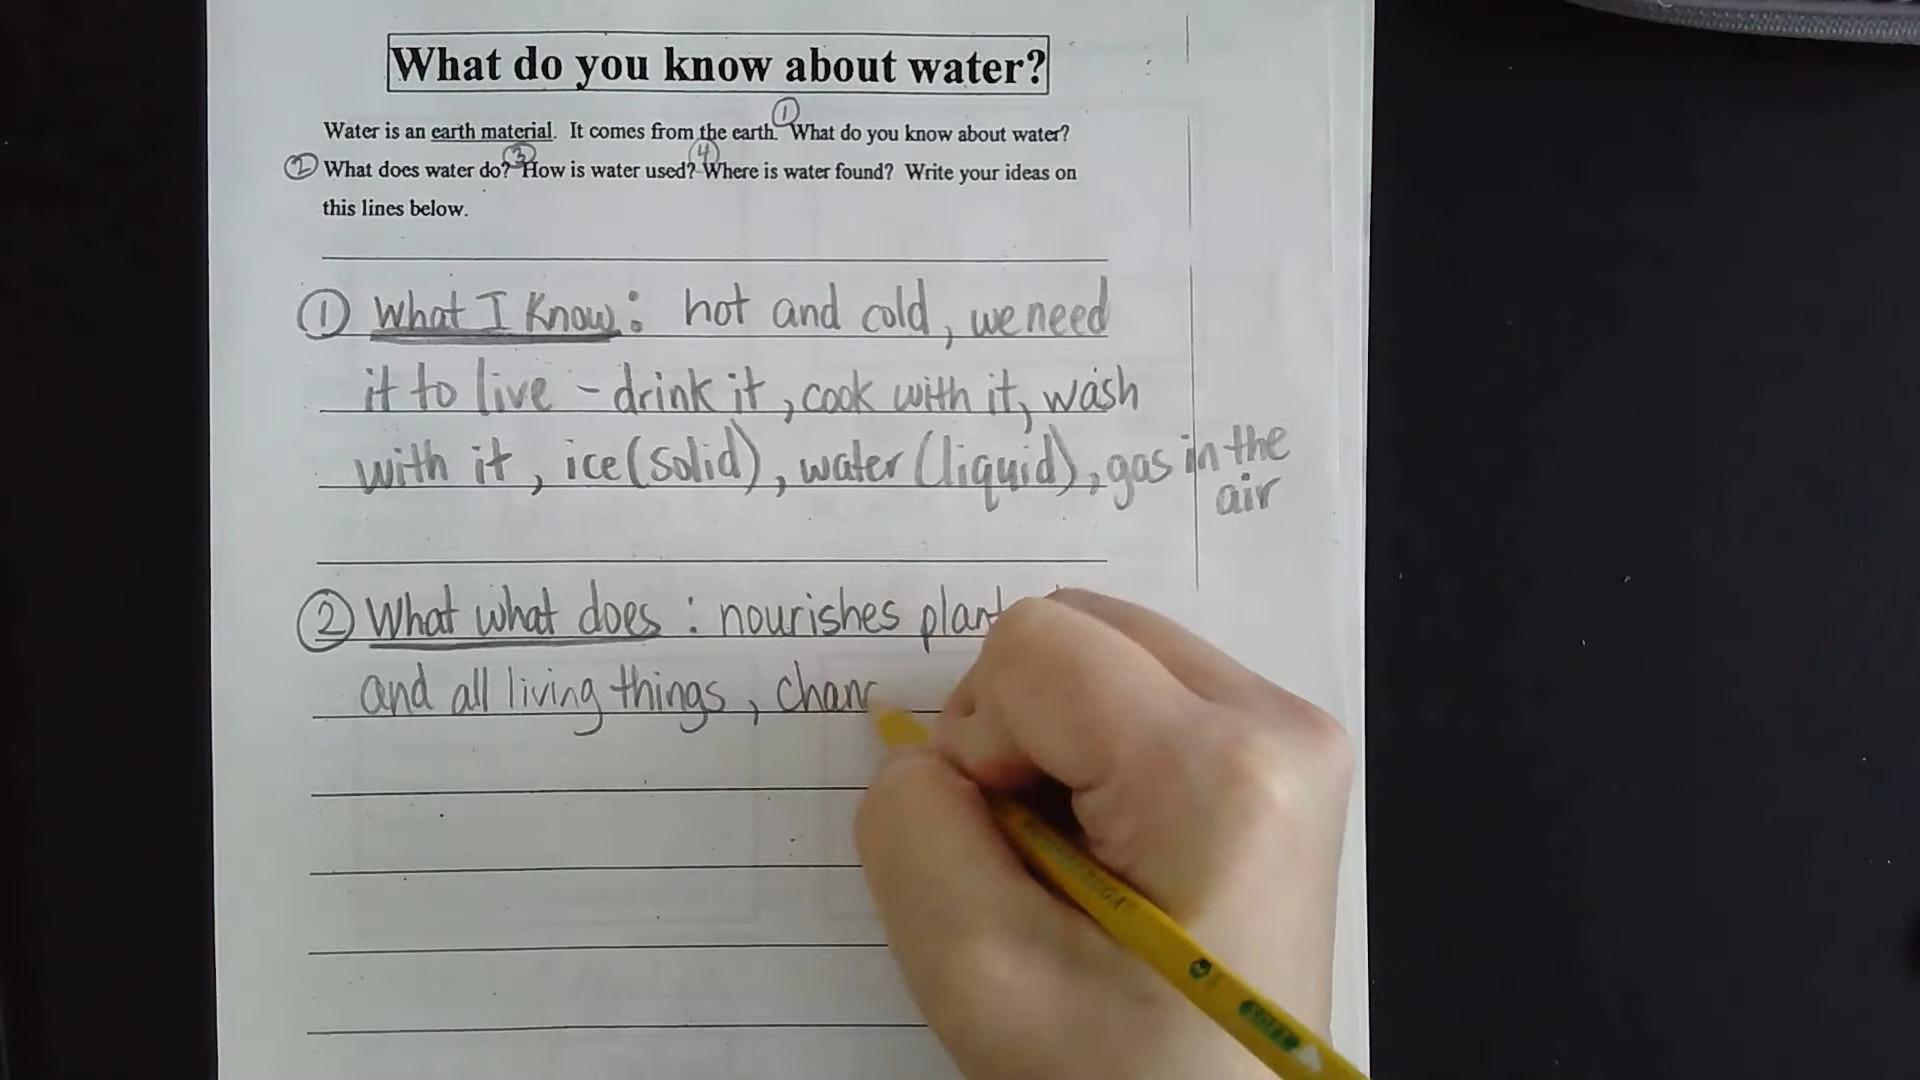 What do you know about water?
Water is an earth material. It comes from the earth. ① What do you know about water?
② What does water do? ③ How is water used? ④ Where is water found? Write your ideas on
this lines below.
① What I Know: hot and cold, we need
it to live - drink it, cook with it, wash
with it, ice (solid), water (liquid), gas in the
air
② What what does: nourishes plant
and all living things, chang